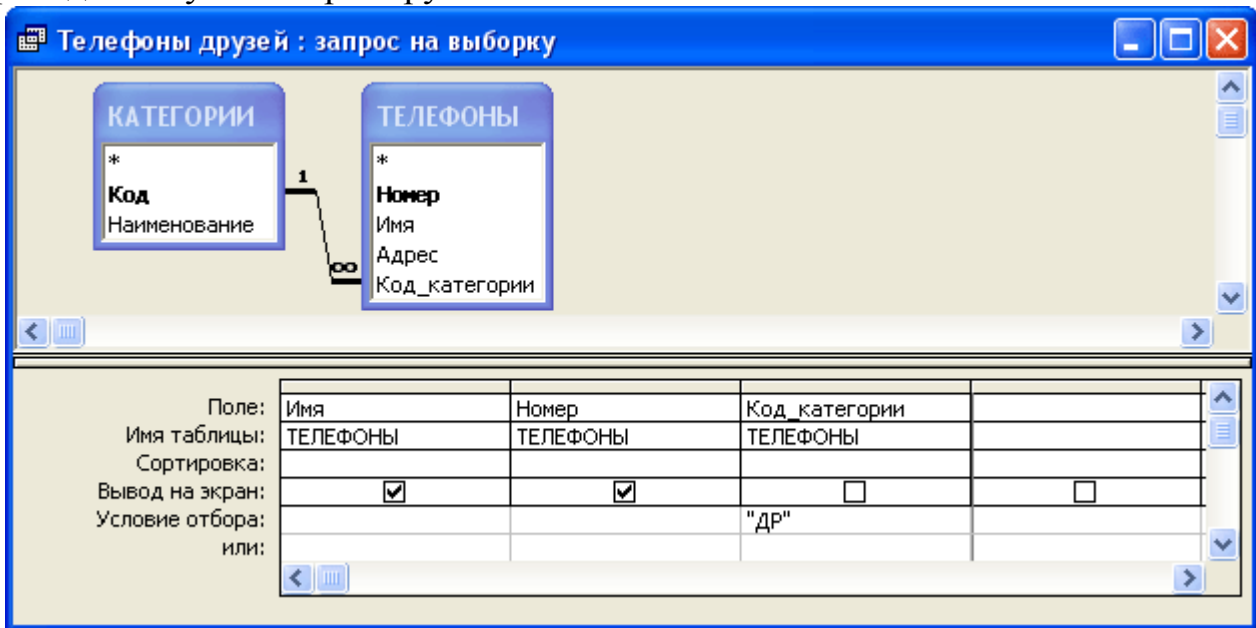 Телефоны друзей : запрос на выборку
КАТЕГОРИИ
*
Код
Наименование
1
∞
ТЕЛЕФОНЫ
*
Номер
Имя
Адрес
Код_категории
Поле: Имя Номер Код_категории
Имя таблицы: ТЕЛЕФОНЫ ТЕЛЕФОНЫ ТЕЛЕФОНЫ
Сортировка:
Вывод на экран:
Условие отбора: "ДР"
или: